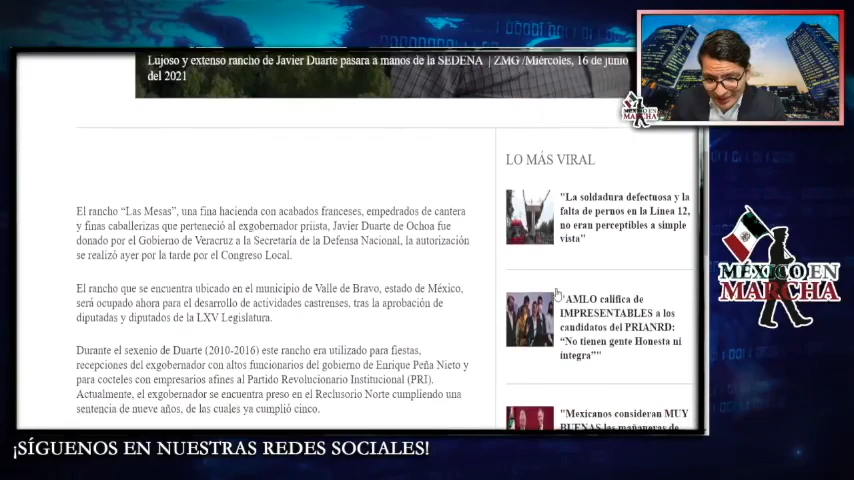 Lujoso y extenso rancho de Javier Duarte pasara a manos de la SEDENA | ZMG /Miércoles, 16 de junio
del 2021
MÉXICO EN
MARCHA
LO MÁS VIRAL
El rancho “Las Mesas”, una fina hacienda con acabados franceses, empedrados de cantera
y finas caballerizas que perteneció al exgobernador priista, Javier Duarte de Ochoa fue
donado por el Gobierno de Veracruz a la Secretaría de la Defensa Nacional, la autorización
se realizó ayer por la tarde por el Congreso Local.
El rancho que se encuentra ubicado en el municipio de Valle de Bravo, estado de México,
será ocupado ahora para el desarrollo de actividades castrenses, tras la aprobación de
diputadas y diputados de la LXV Legislatura.
Durante el sexenio de Duarte (2010-2016) este rancho era utilizado para fiestas,
recepciones del exgobernador con altos funcionarios del gobierno de Enrique Peña Nieto y
para cocteles con empresarios afines al Partido Revolucionario Institucional (PRI).
Actualmente, el exgobernador se encuentra preso en el Reclusorio Norte cumpliendo una
sentencia de nueve años, de las cuales ya cumplió cinco.
"La soldadura defectuosa y la
falta de pernos en la Línea 12,
no eran perceptibles a simple
vista"
"AMLO califica de
IMPRESENTABLES a los
candidatos del PRIANRD:
“No tienen gente Honesta ni
íntegra”"
"Mexicanos consideran MUY
BUENAS las mañaneras de
MÉXICO EN
MARCHA
¡SÍGUENOS EN NUESTRAS REDES SOCIALES!